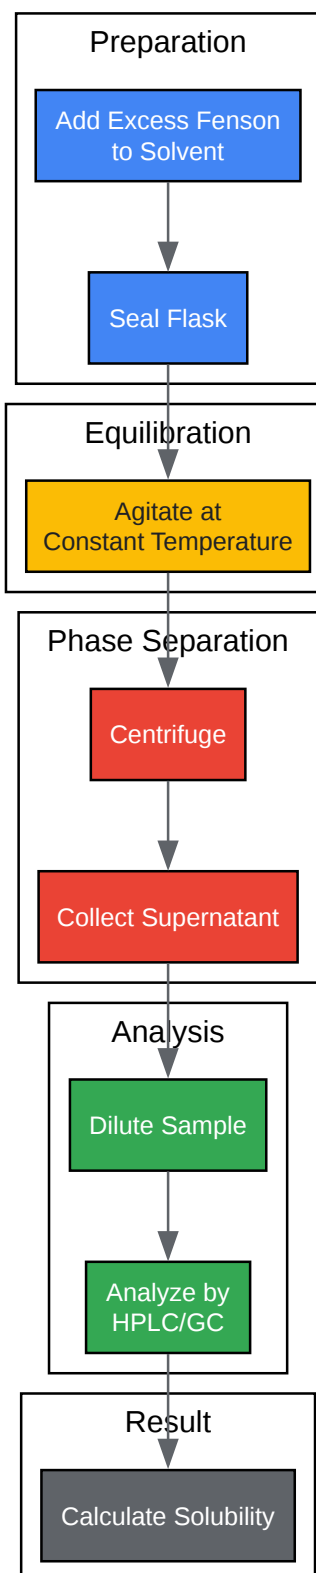 Preparation
Add Excess Fenson
to Solvent
Seal Flask
Equilibration
Agitate at
Constant Temperature
Phase Separation
Centrifuge
Collect Supernatant
Analysis
Dilute Sample
Analyze by
HPLC/GC
Result
Calculate Solubility